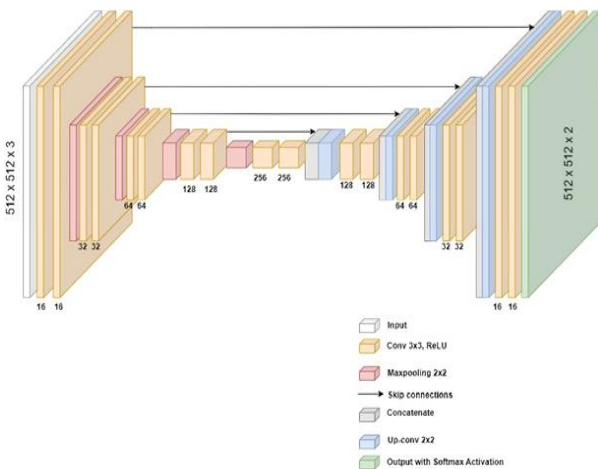 512 x 512 x 3
16 16
32 32
64 64
128 128
256 256
128 128
64 64
32 32
16 16
512 x 512 x 2
Input
Conv 3x3, ReLU
Maxpooling 2x2
Skip connections
Concatenate
Up-conv 2x2
Output with Softmax Activation